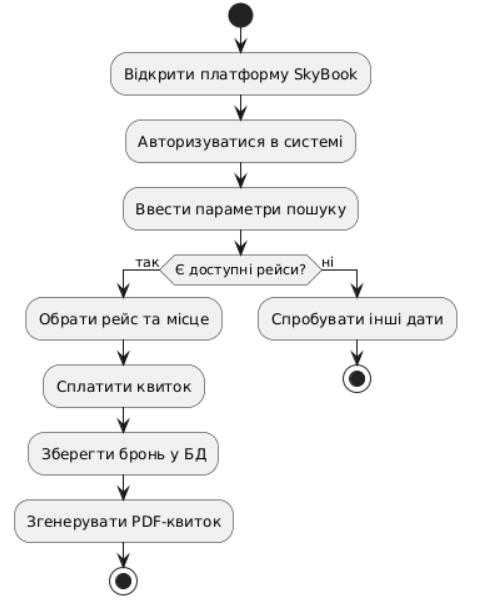 Відкрити платформу SkyBook
Авторизуватися в системі
Ввести параметри пошуку
так
Є доступні рейси?
ні
Обрати рейс та місце
Спробувати інші дати
Сплатити квиток
Зберегти бронь у БД
Згенерувати PDF-квиток